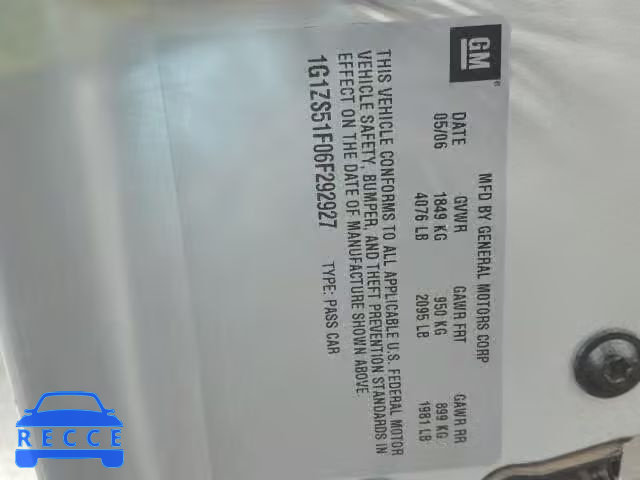 GM
MFD BY GENERAL MOTORS CORP
DATE GVWR GAWR FRT GAWR RR
05/06 1849 KG 950 KG 899 KG
4076 LB 2095 LB 1981 LB
THIS VEHICLE CONFORMS TO ALL APPLICABLE U.S. FEDERAL MOTOR
VEHICLE SAFETY, BUMPER, AND THEFT PREVENTION STANDARDS IN
EFFECT ON THE DATE OF MANUFACTURE SHOWN ABOVE.
1G1ZS51F06F292927 TYPE: PASS CAR
RECCE